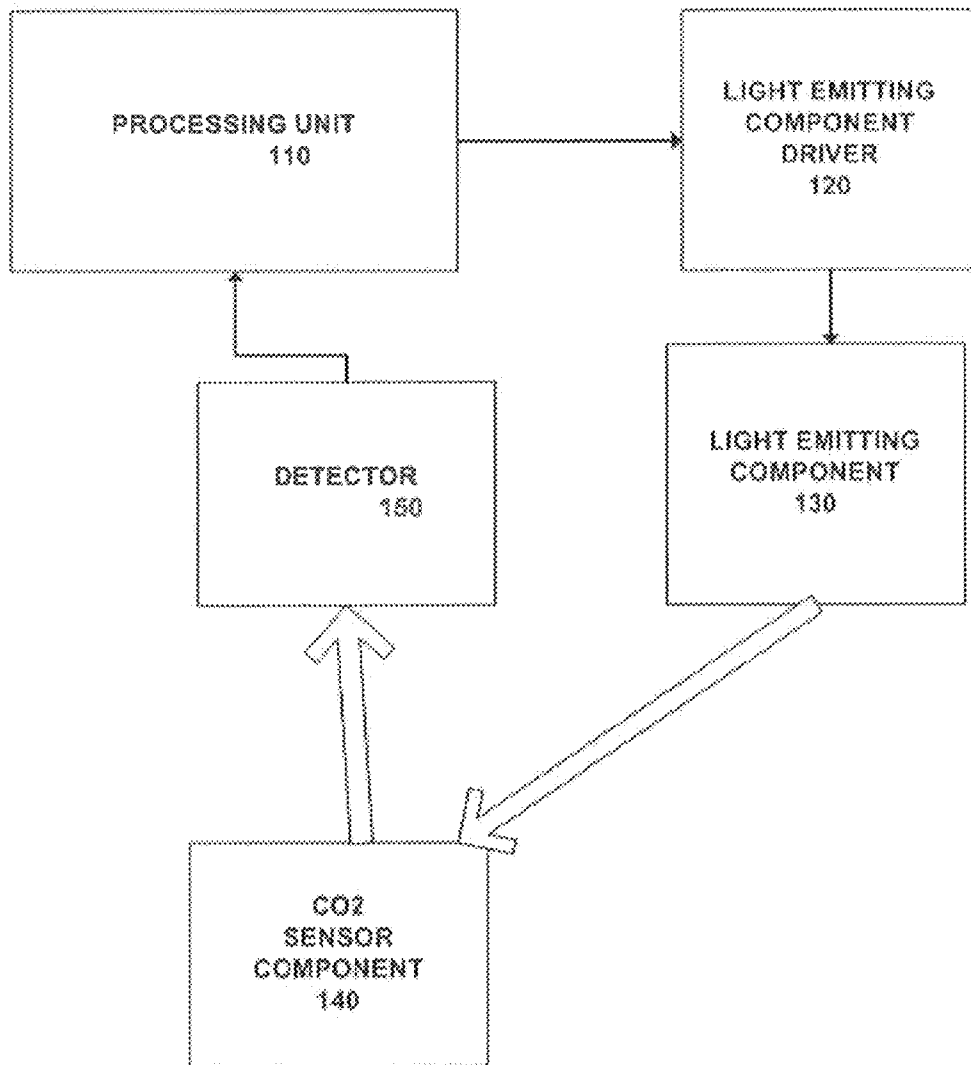 PROCESSING UNIT
110
LIGHT EMITTING
COMPONENT
DRIVER
120
LIGHT EMITTING
COMPONENT
130
DETECTOR
150
CO2
SENSOR
COMPONENT
140